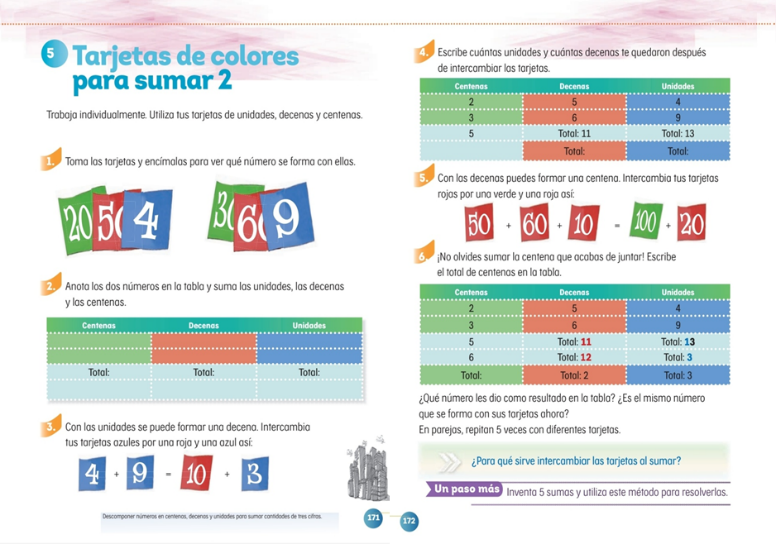 5 Tarjetas de colores
para sumar 2
Trabaja individualmente. Utiliza tus tarjetas de unidades, decenas y centenas.
1. Toma las tarjetas y encímalas para ver qué número se forma con ellas.
20 50 4 30 60 9
2. Anota los dos números en la tabla y suma las unidades, las decenas
y las centenas.
Centenas Decenas Unidades
Total: Total: Total:
3. Con las unidades se puede formar una decena. Intercambia
tus tarjetas azules por una roja y una azul así:
4 + 9 = 10 + 3
Descomponer números en centenas, decenas y unidades para sumar cantidades de tres cifras.
171
4. Escribe cuántas unidades y cuántas decenas te quedaron después
de intercambiar las tarjetas.
Centenas Decenas Unidades
2 5 4
3 6 9
5 Total: 11 Total: 13
Total: Total:
5. Con las decenas puedes formar una centena. Intercambia tus tarjetas
rojas por una verde y una roja así:
50 + 60 + 10 = 100 + 20
6. ¡No olvides sumar la centena que acabas de juntar! Escribe
el total de centenas en la tabla.
Centenas Decenas Unidades
2 5 4
3 6 9
5 Total: 11 Total: 13
6 Total: 12 Total: 3
Total: Total: 2 Total: 3
¿Qué número les dio como resultado en la tabla? ¿Es el mismo número
que se forma con sus tarjetas ahora?
En parejas, repitan 5 veces con diferentes tarjetas.
¿Para qué sirve intercambiar las tarjetas al sumar?
Un paso más Inventa 5 sumas y utiliza este método para resolverlas.
172